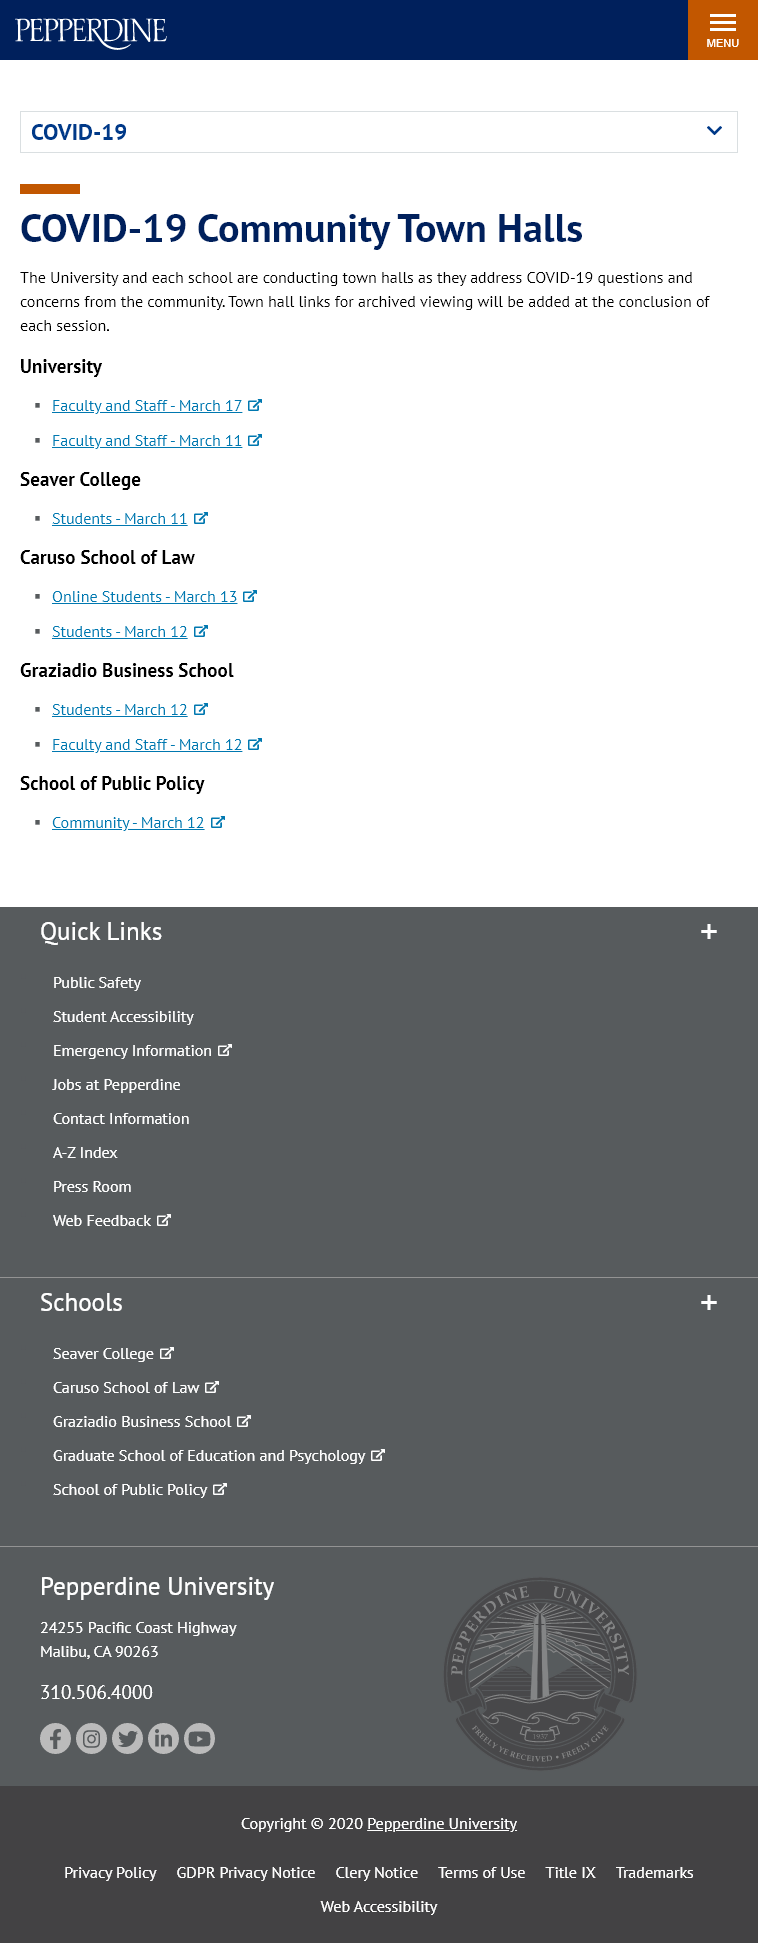 PEPPERDINE
MENU
COVID-19
COVID-19 Community Town Halls
The University and each school are conducting town halls as they address COVID-19 questions and
concerns from the community. Town hall links for archived viewing will be added at the conclusion of
each session.
University
Faculty and Staff - March 17
Faculty and Staff - March 11
Seaver College
Students - March 11
Caruso School of Law
Online Students - March 13
Students - March 12
Graziadio Business School
Students - March 12
Faculty and Staff - March 12
School of Public Policy
Community - March 12
Quick Links
Public Safety
Student Accessibility
Emergency Information
Jobs at Pepperdine
Contact Information
A-Z Index
Press Room
Web Feedback
Schools
Seaver College
Caruso School of Law
Graziadio Business School
Graduate School of Education and Psychology
School of Public Policy
Pepperdine University
24255 Pacific Coast Highway
Malibu, CA 90263
310.506.4000
PEPPERDINE UNIVERSITY
FREELY YE RECEIVED • FREELY GIVE
1937
Copyright © 2020 Pepperdine University
Privacy Policy GDPR Privacy Notice Clery Notice Terms of Use Title IX Trademarks
Web Accessibility